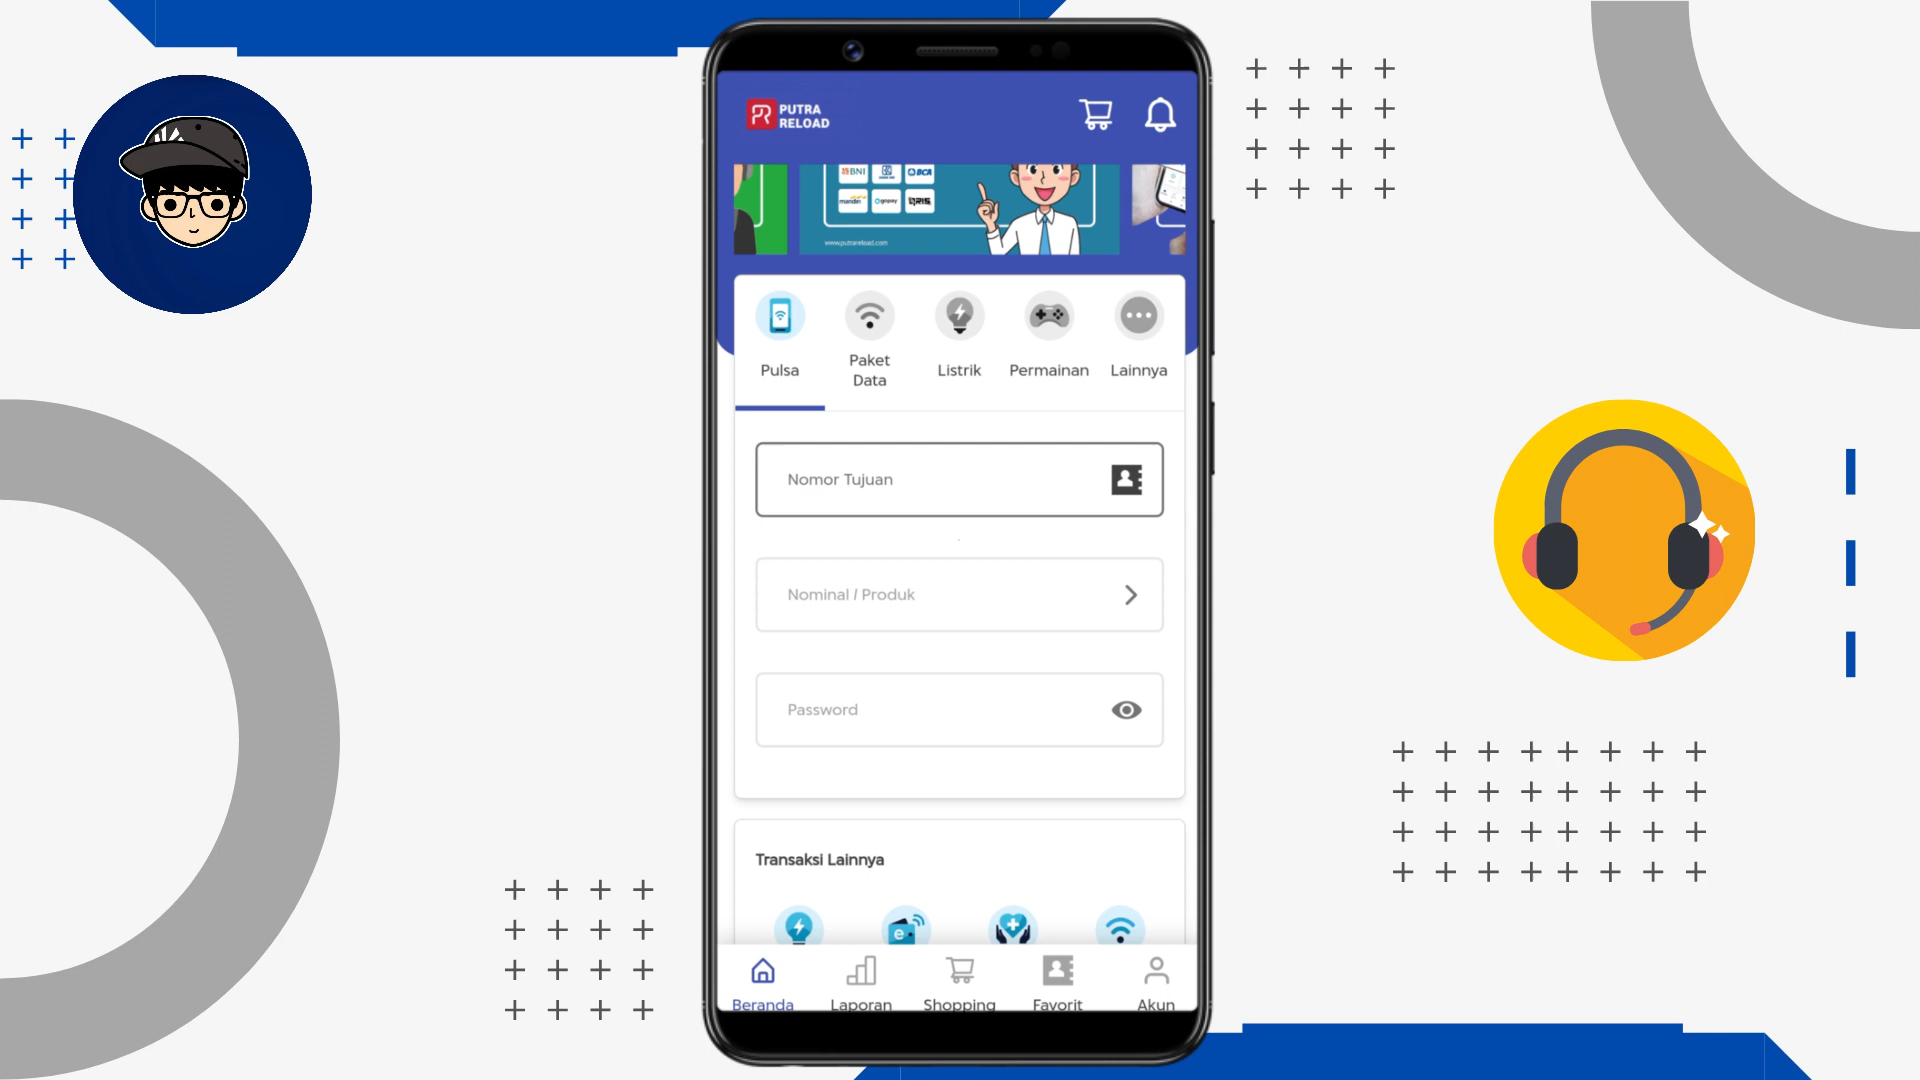 PUTRA
RELOAD
BNI
BCA
mandiri
gopay
QRIS
www.putrareload.com
Pulsa
Paket
Data
Listrik
Permainan
Lainnya
Nomor Tujuan
Nominal / Produk
Password
Transaksi Lainnya
Beranda
Laporan
Shopping
Favorit
Akun